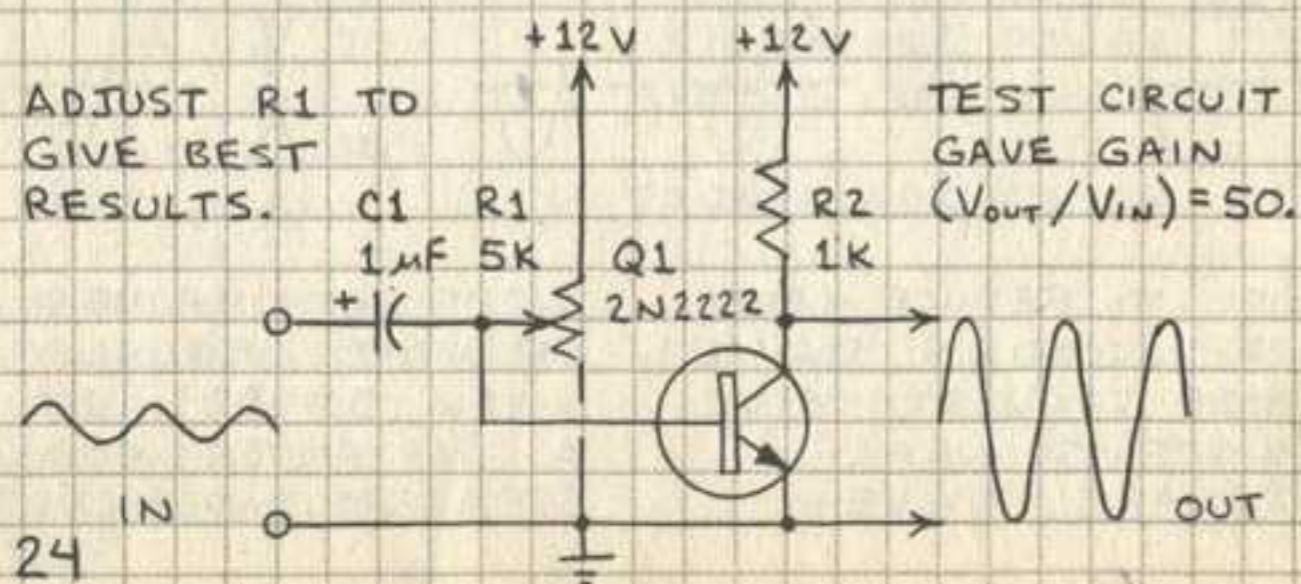 +12V +12V
ADJUST R1 TO
GIVE BEST
RESULTS.
C1 R1
1µF 5K
+
Q1
2N2222
R2
1K
TEST CIRCUIT
GAVE GAIN
(VOUT/VIN)=50.
IN
OUT
24